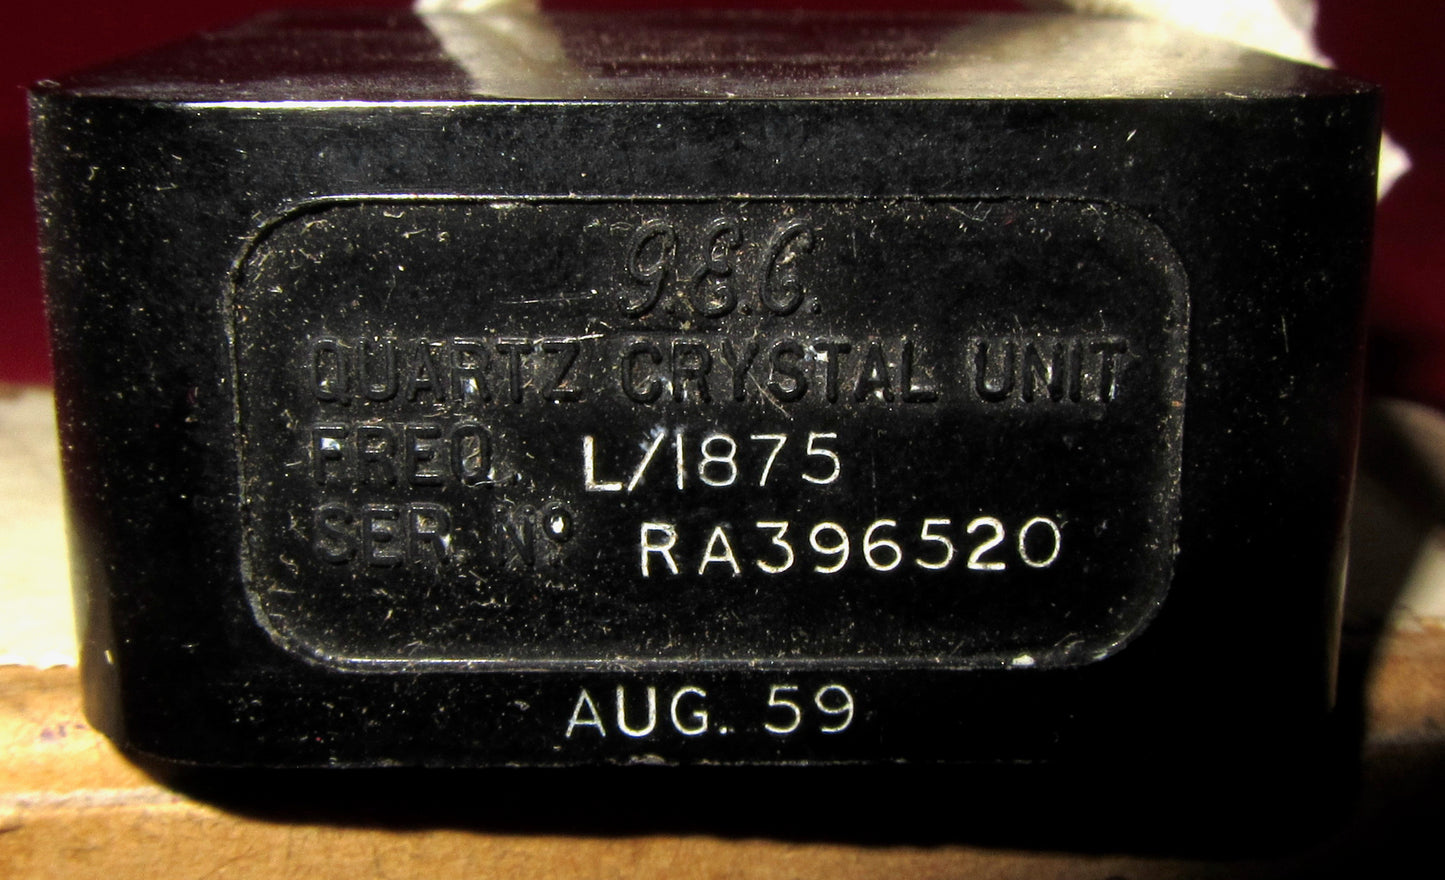 G.E.C.
QUARTZ CRYSTAL UNIT
FREQ. L/1875
SER. Nº RA396520
AUG. 59